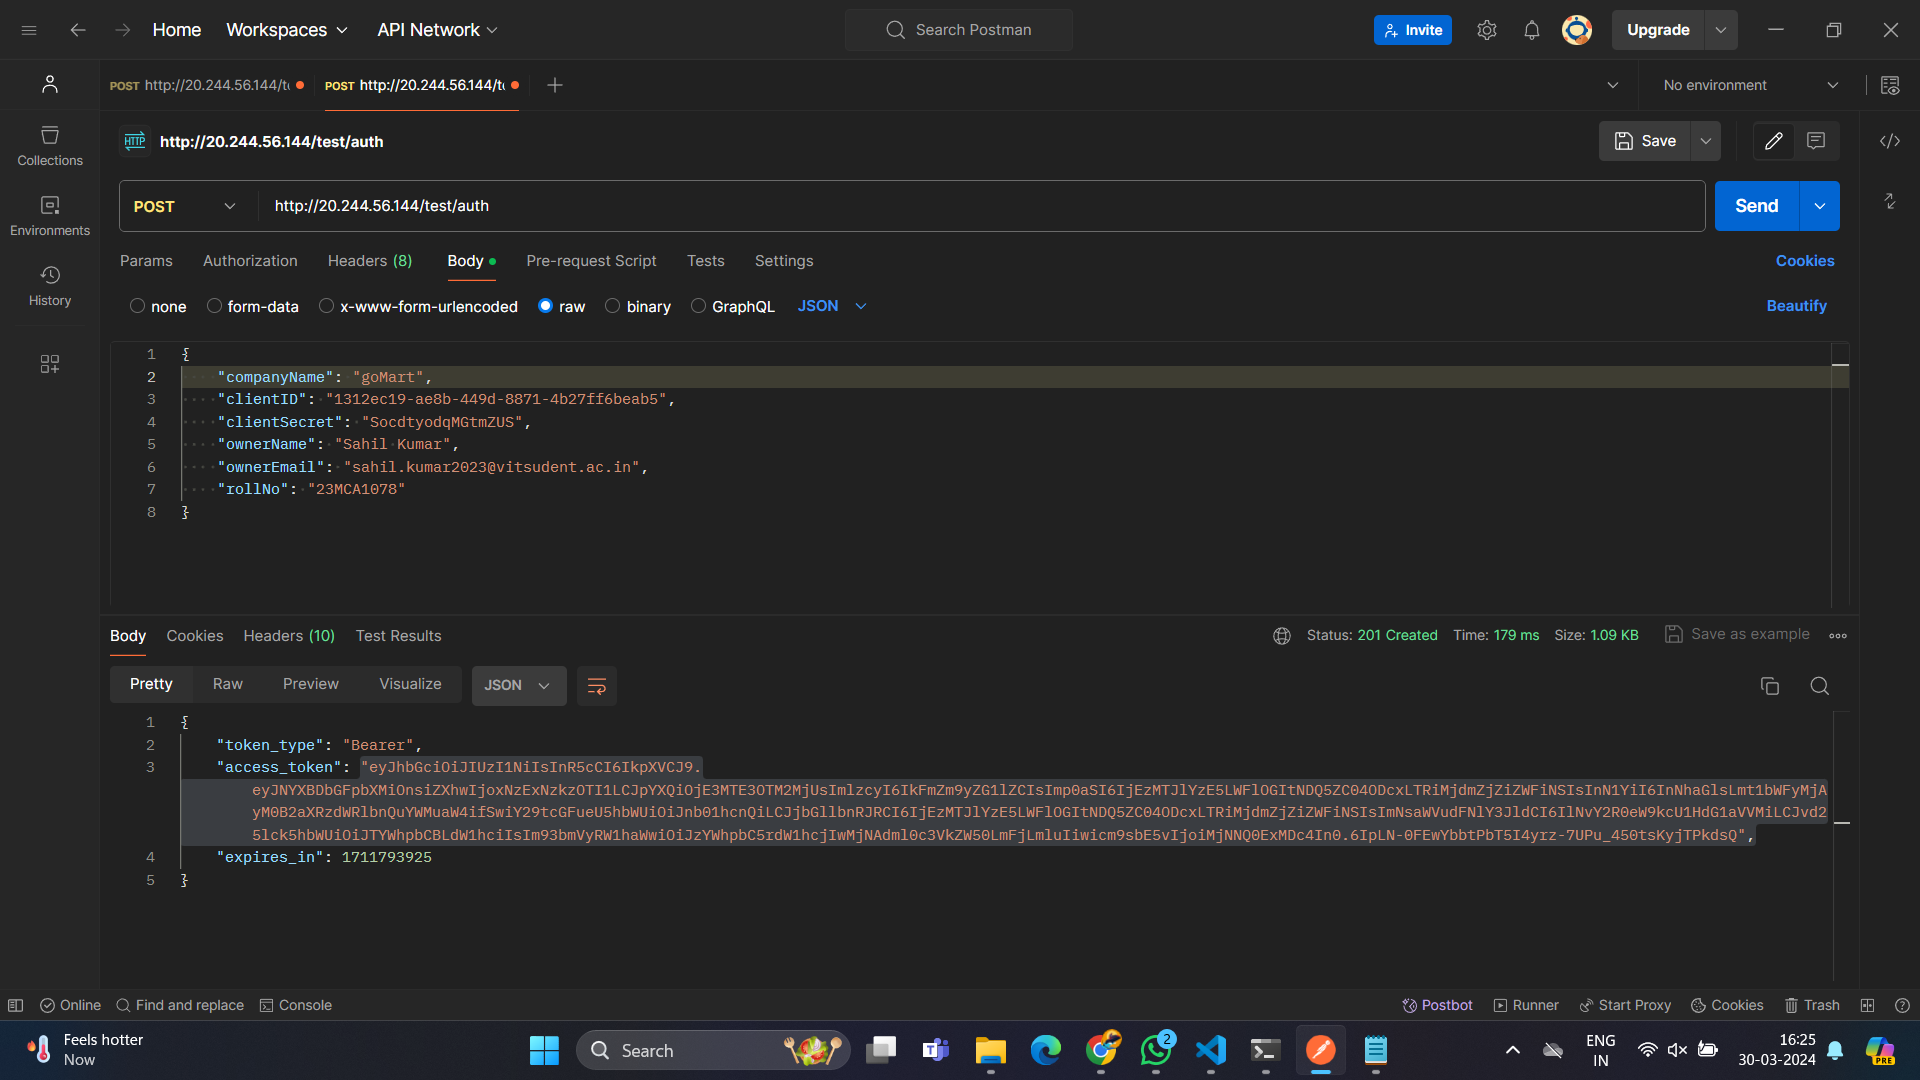 Home Workspaces API Network Search Postman Invite Upgrade
POST http://20.244.56.144/t POST http://20.244.56.144/t No environment
HTTP http://20.244.56.144/test/auth Save
POST http://20.244.56.144/test/auth Send
Collections
Environments
History
Params Authorization Headers (8) Body Pre-request Script Tests Settings Cookies
none form-data x-www-form-urlencoded raw binary GraphQL JSON Beautify
1 {
2 "companyName": "goMart",
3 "clientID": "1312ec19-ae8b-449d-8871-4b27ff6beab5",
4 "clientSecret": "SocdtyodqMGtmZUS",
5 "ownerName": "Sahil Kumar",
6 "ownerEmail": "sahil.kumar2023@vitsudent.ac.in",
7 "rollNo": "23MCA1078"
8 }
Body Cookies Headers (10) Test Results Status: 201 Created Time: 179 ms Size: 1.09 KB Save as example
Pretty Raw Preview Visualize JSON
1 {
2 "token_type": "Bearer",
3 "access_token": "eyJhbGciOiJIUzI1NiIsInR5cCI6IkpXVCJ9.
eyJNYXBDbGFpbXMiOnsiZXhwIjoxNzExNzkzOTI1LCJpYXQiOjE3MTE3OTM2MjUsImlzcyI6IkFmZm9yZG1lZCIsImp0aSI6IjEzMTJlYzE5LWFlOGItNDQ5ZC04ODcxLTRiMjdmZjZiZWFiNSIsInN1YiI6InNhaGlsLmt1bWFyMjA
yM0B2aXRzdWRlbnQuYWMuaW4ifSwiY29tcGFueU5hbWUiOiJnb01hcnQiLCJjbGllbnRJRCI6IjEzMTJlYzE5LWFlOGItNDQ5ZC04ODcxLTRiMjdmZjZiZWFiNSIsImNsaWVudFNlY3JldCI6IlNvY2R0eW9kcU1HdG1aVVMiLCJvd2
5lck5hbWUiOiJTYWhpbCBLdW1hciIsIm93bmVyRW1haWwiOiJzYWhpbC5rdW1hcjIwMjNAdml0c3VkZW50LmFjLmluIiwicm9sbE5vIjoiMjNNQ0ExMDc4In0.6IpLN-0FEwYbbtPbT5I4yrz-7UPu_450tsKyjTPkdsQ",
4 "expires_in": 1711793925
5 }
Online Find and replace Console Postbot Runner Start Proxy Cookies Trash
Feels hotter
Now
Search
2
PRE
ENG
IN
16:25
30-03-2024